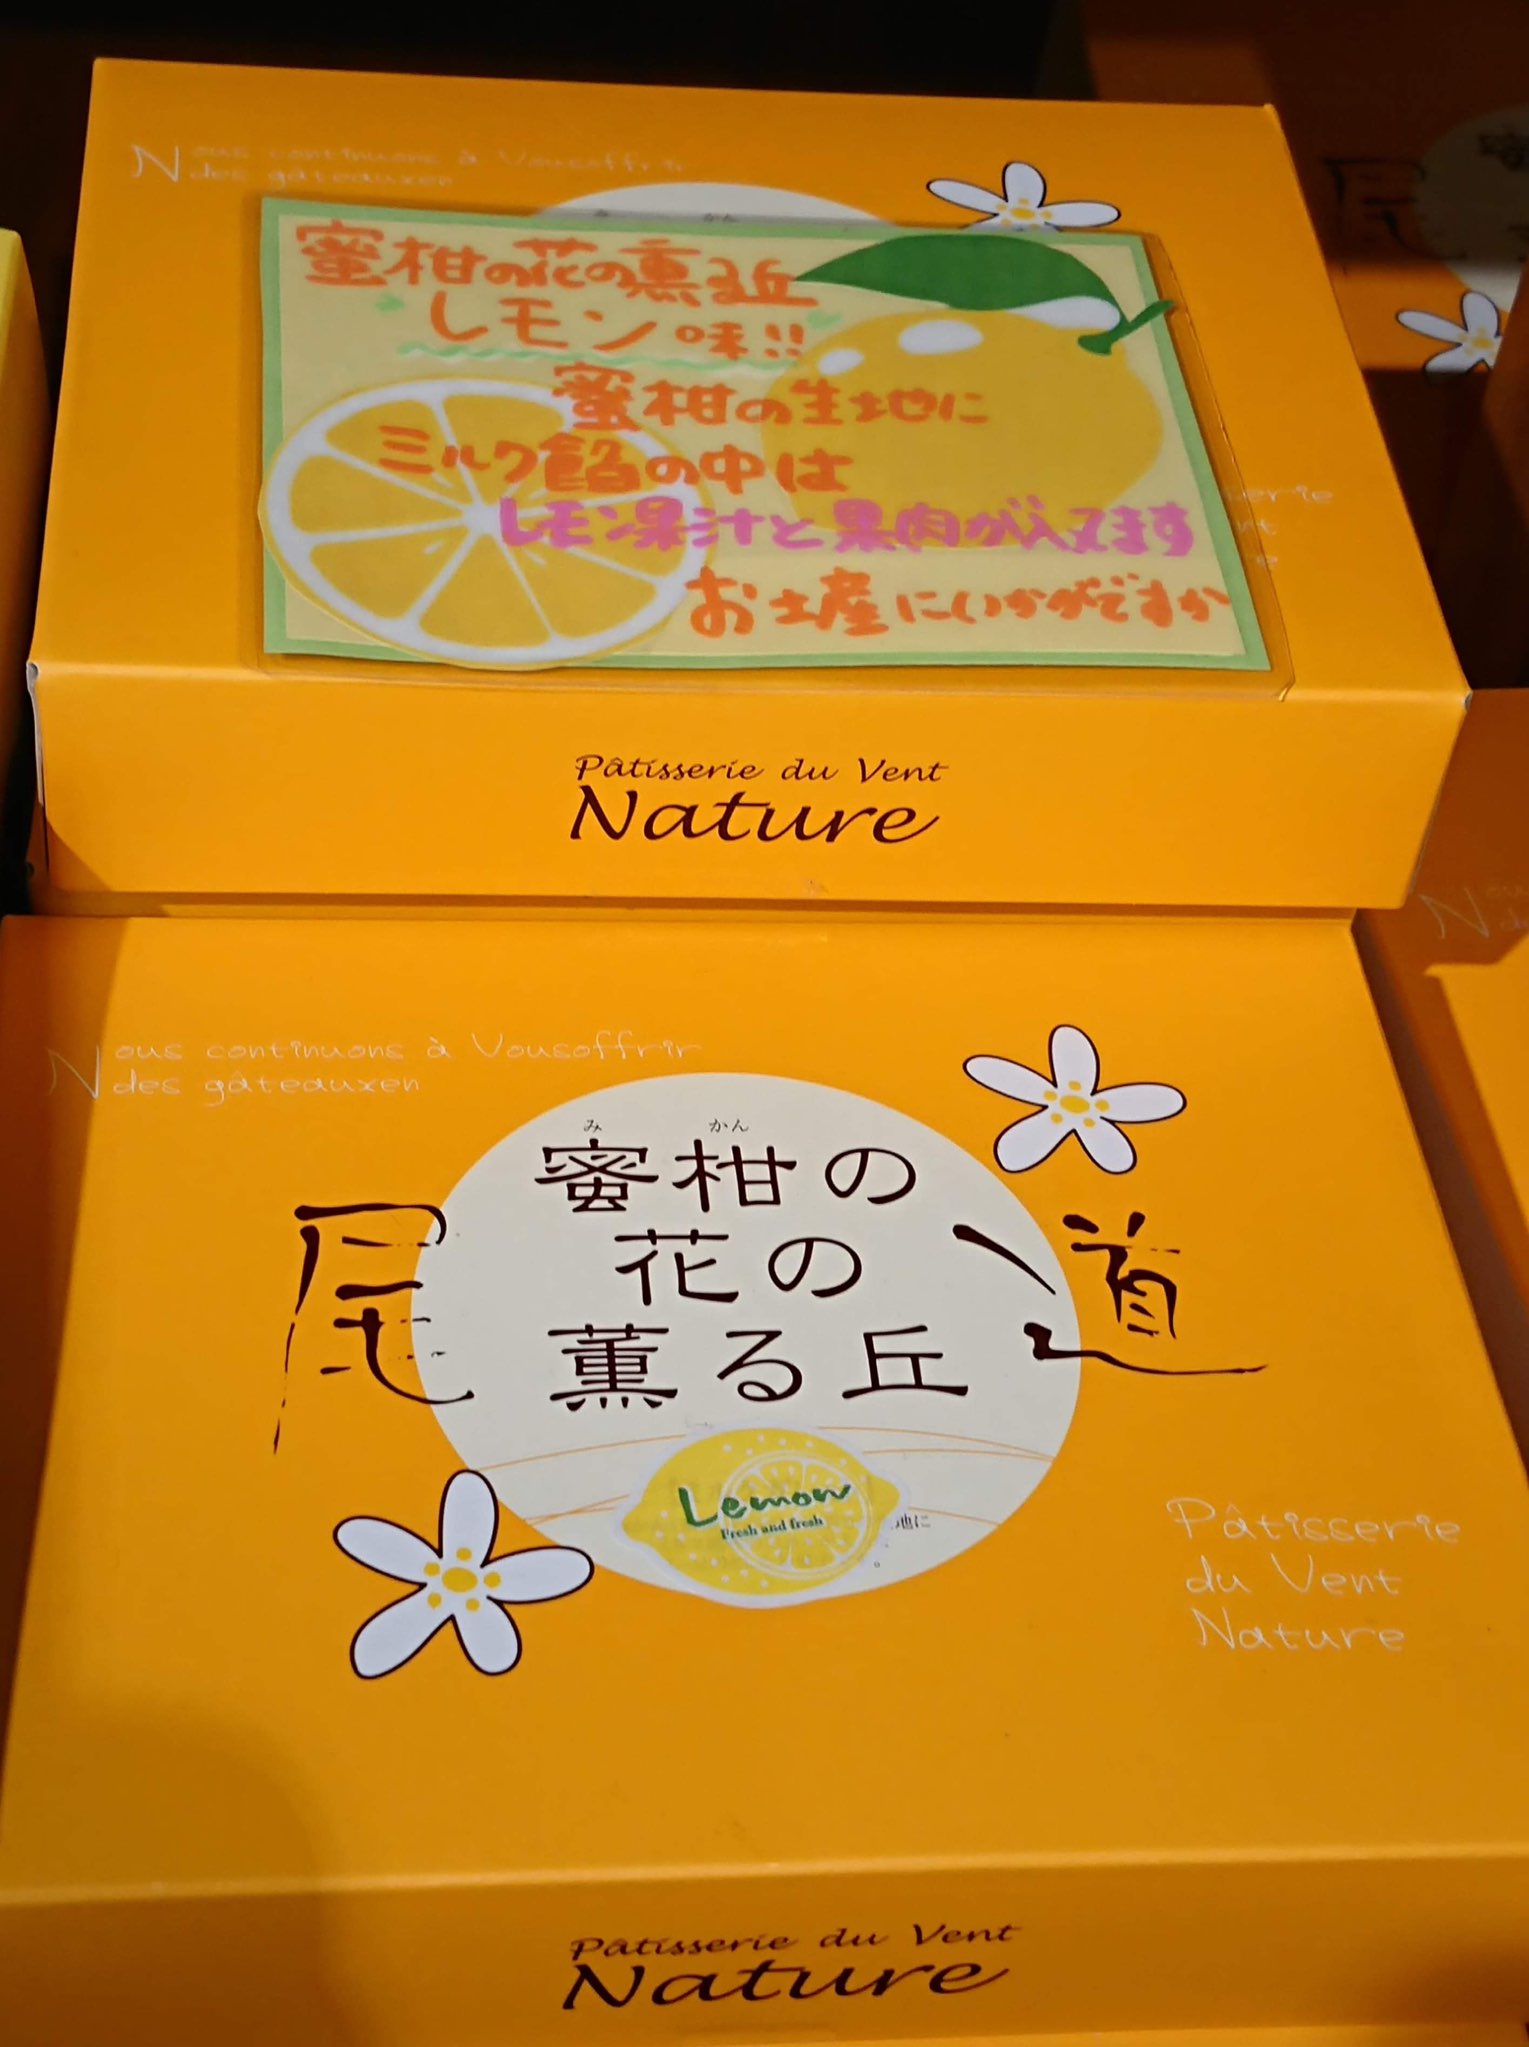 Nous continuons à Vousoffrir
des gâteauxen
蜜柑の花の薫る丘
レモン味!!
蜜柑の生地に
ミルク餡の中は
レモン果汁と果肉が入ってます
お土産にいかがですか
Pâtisserie du Vent
Nature
Nous continuons à Vousoffrir
des gâteauxen
み かん
蜜柑の
花の
薫る丘
尾道
Lemon
Fresh and fresh
地に
Pâtisserie
du Vent
Nature
Pâtisserie du Vent
Nature